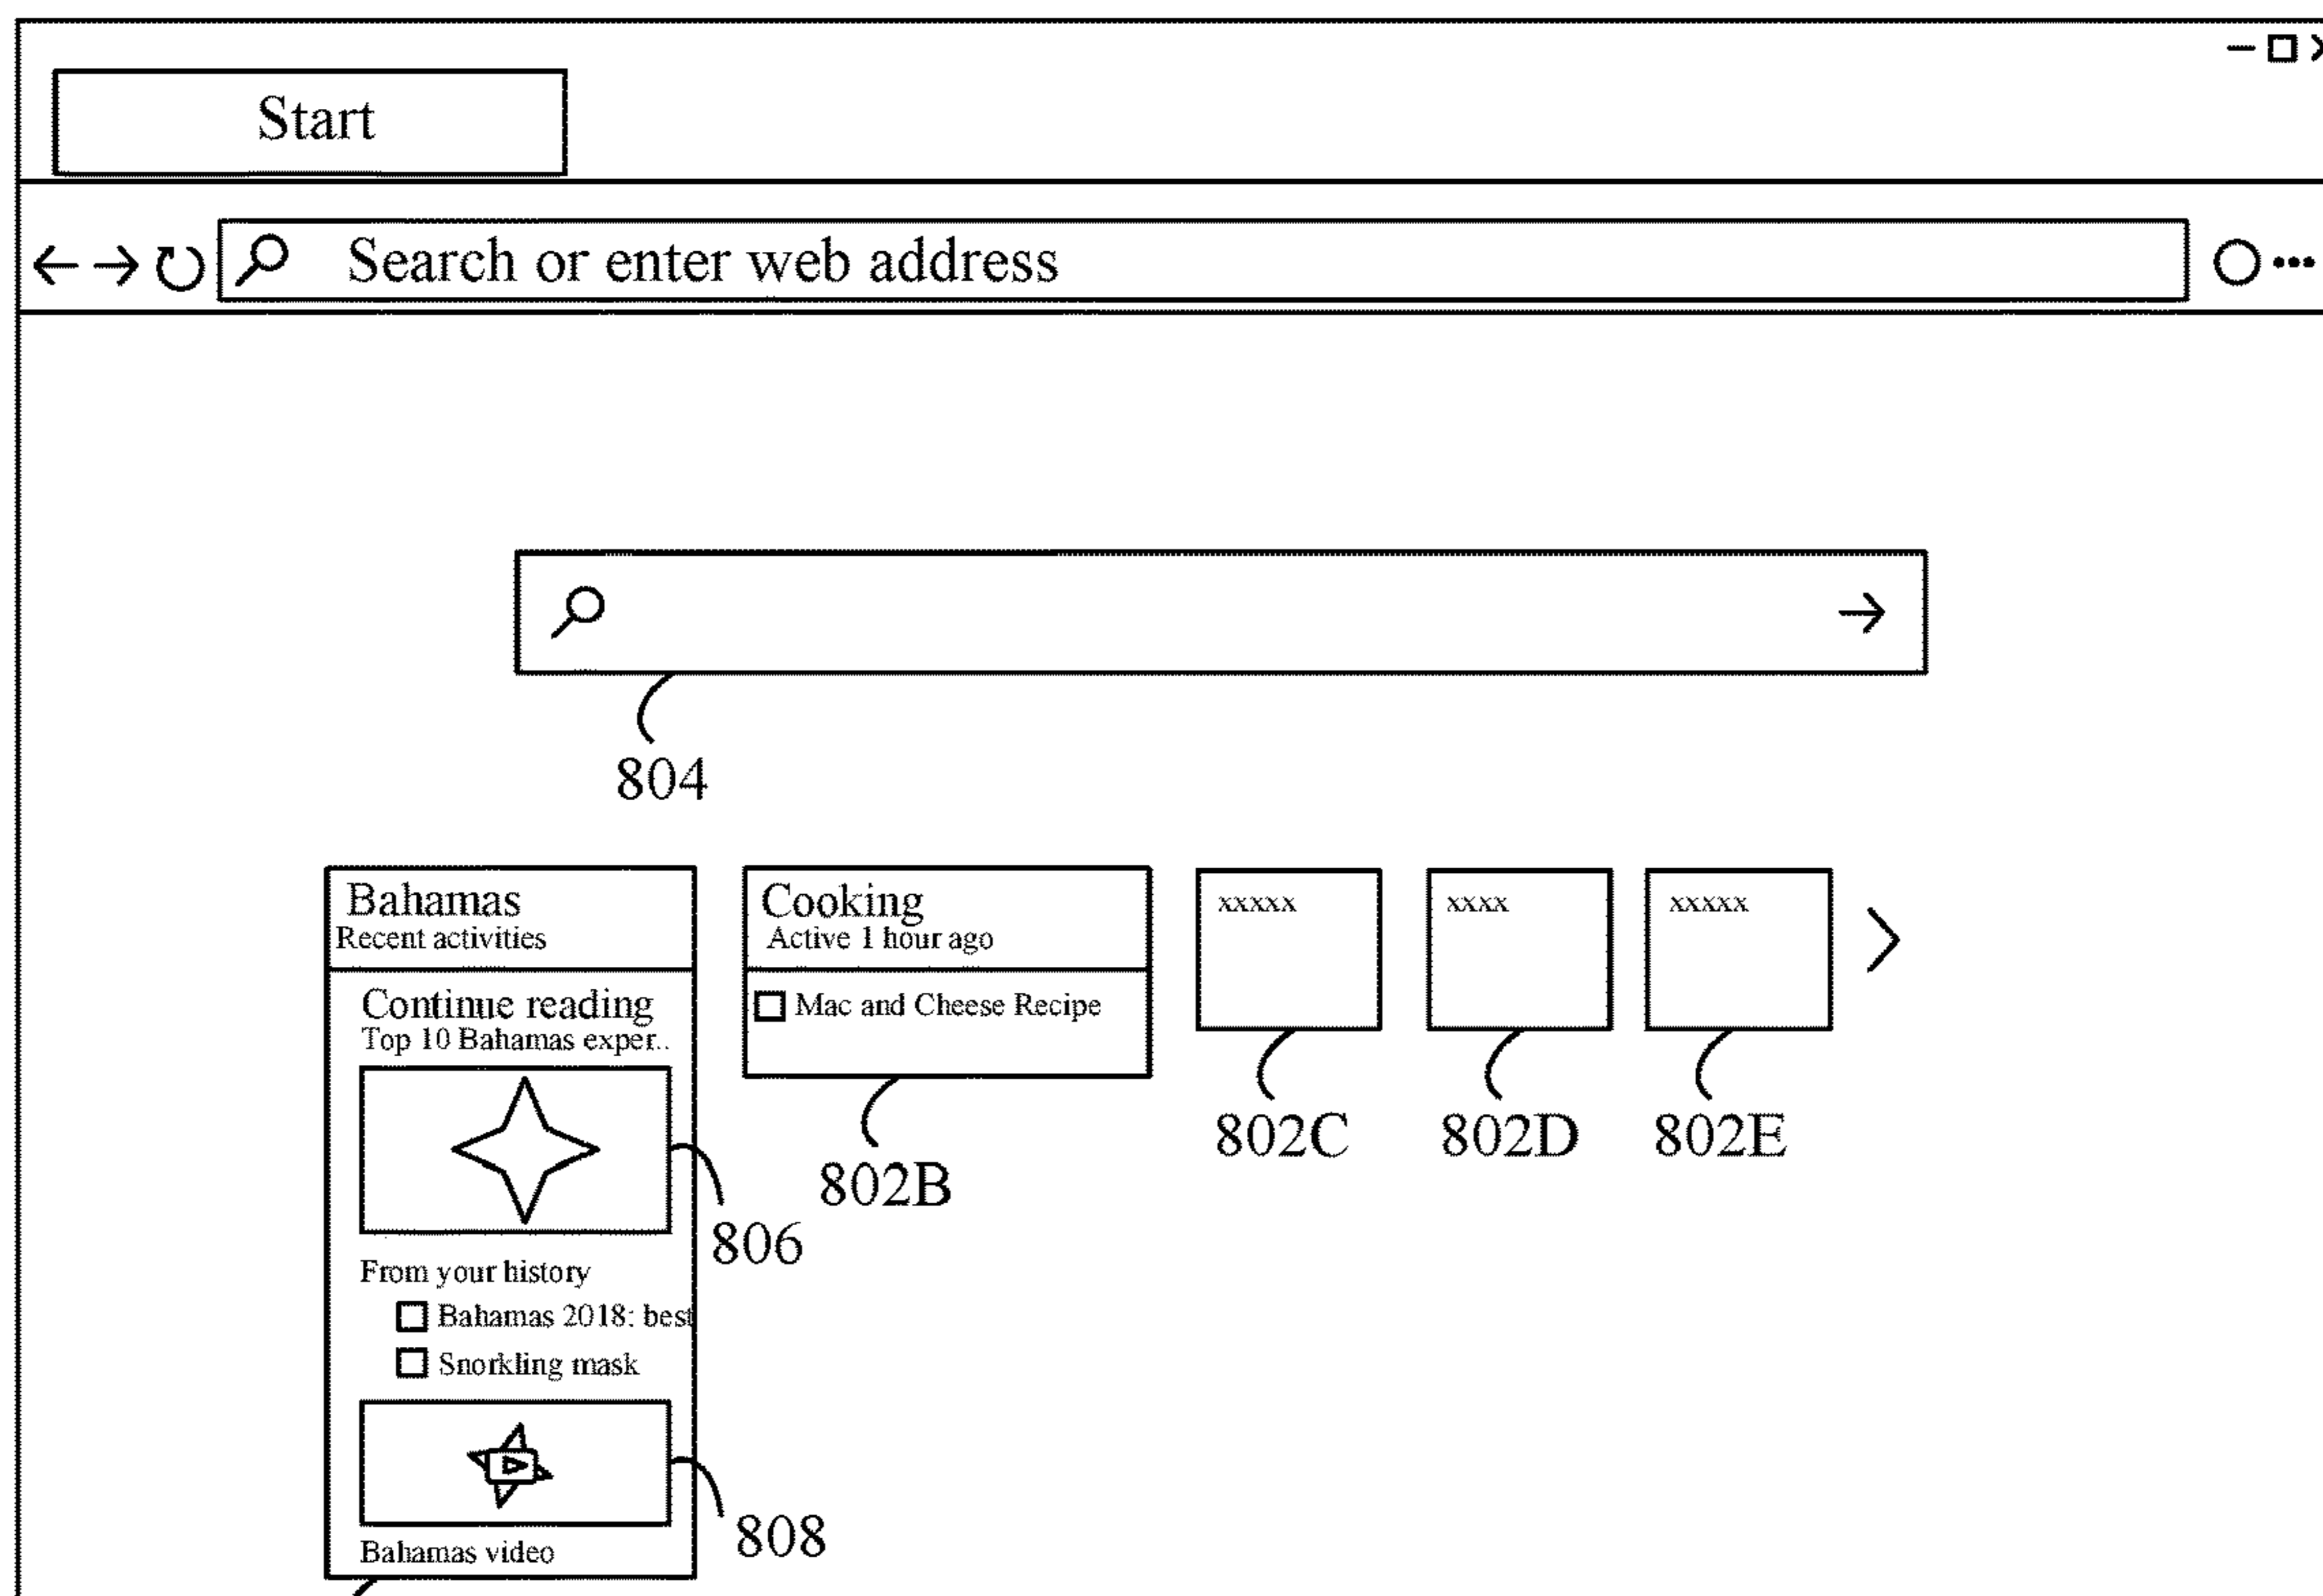 Start
Search or enter web address
804
Bahamas
Recent activities
Continue reading
Top 10 Bahamas exper..
806
From your history
Bahamas 2018: best
Snorkling mask
808
Bahamas video
Cooking
Active 1 hour ago
Mac and Cheese Recipe
802B
xxxxx
802C
xxxx
802D
xxxxx
802E